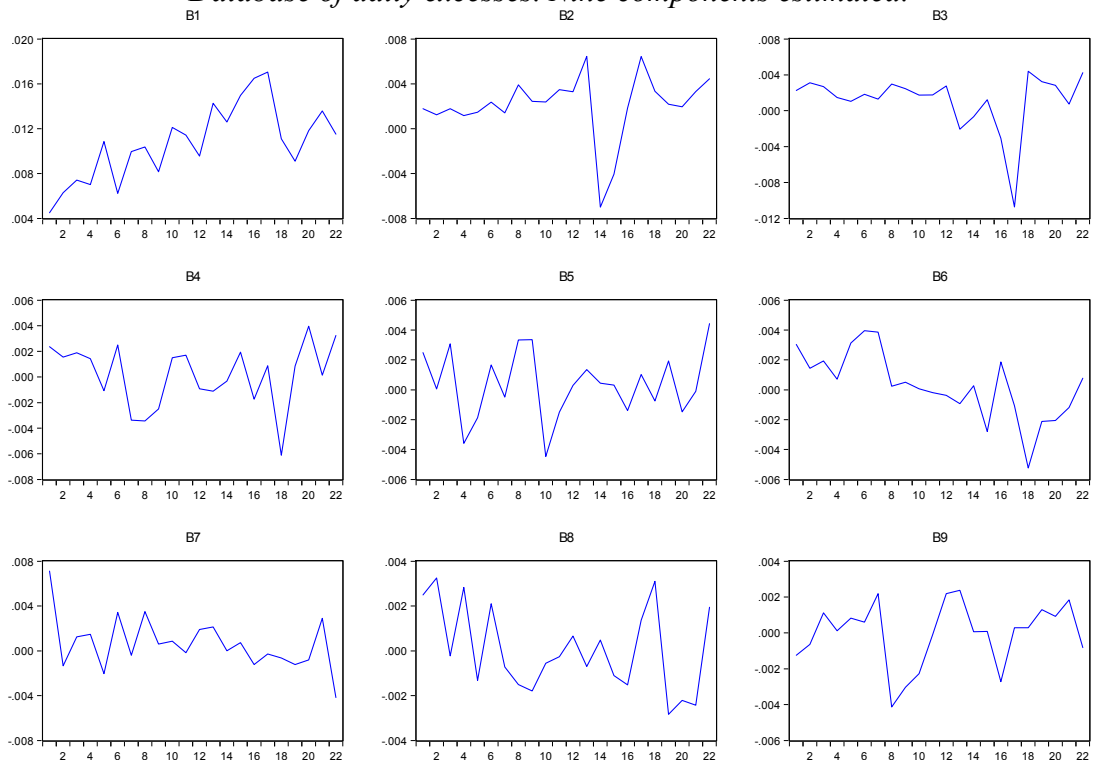 Database of daily excesses. Nine components estimated.
B1
.020
.016
.012
.008
.004
2 4 6 8 10 12 14 16 18 20 22
B2
.008
.004
.000
-.004
-.008
2 4 6 8 10 12 14 16 18 20 22
B3
.008
.004
.000
-.004
-.008
-.012
2 4 6 8 10 12 14 16 18 20 22
B4
.006
.004
.002
.000
-.002
-.004
-.006
-.008
2 4 6 8 10 12 14 16 18 20 22
B5
.006
.004
.002
.000
-.002
-.004
-.006
2 4 6 8 10 12 14 16 18 20 22
B6
.006
.004
.002
.000
-.002
-.004
-.006
2 4 6 8 10 12 14 16 18 20 22
B7
.008
.004
.000
-.004
-.008
2 4 6 8 10 12 14 16 18 20 22
B8
.004
.002
.000
-.002
-.004
2 4 6 8 10 12 14 16 18 20 22
B9
.004
.002
.000
-.002
-.004
-.006
2 4 6 8 10 12 14 16 18 20 22